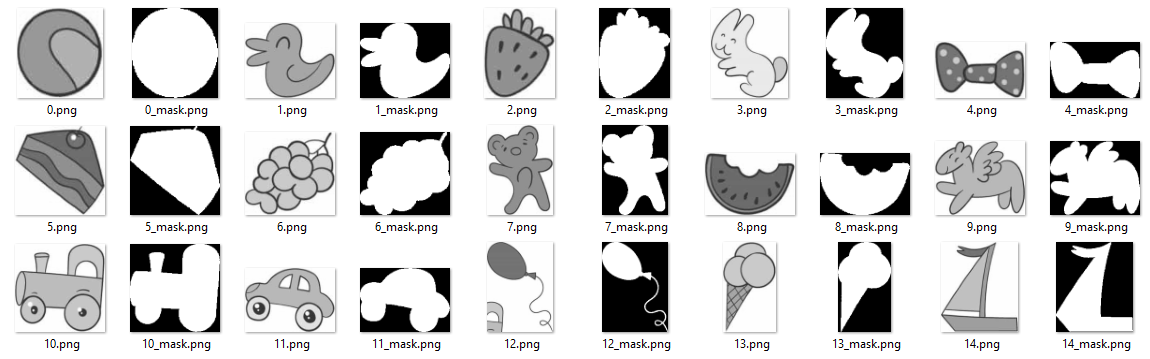 0.png 0_mask.png 1.png 1_mask.png 2.png 2_mask.png 3.png 3_mask.png 4.png 4_mask.png
5.png 5_mask.png 6.png 6_mask.png 7.png 7_mask.png 8.png 8_mask.png 9.png 9_mask.png
10.png 10_mask.png 11.png 11_mask.png 12.png 12_mask.png 13.png 13_mask.png 14.png 14_mask.png